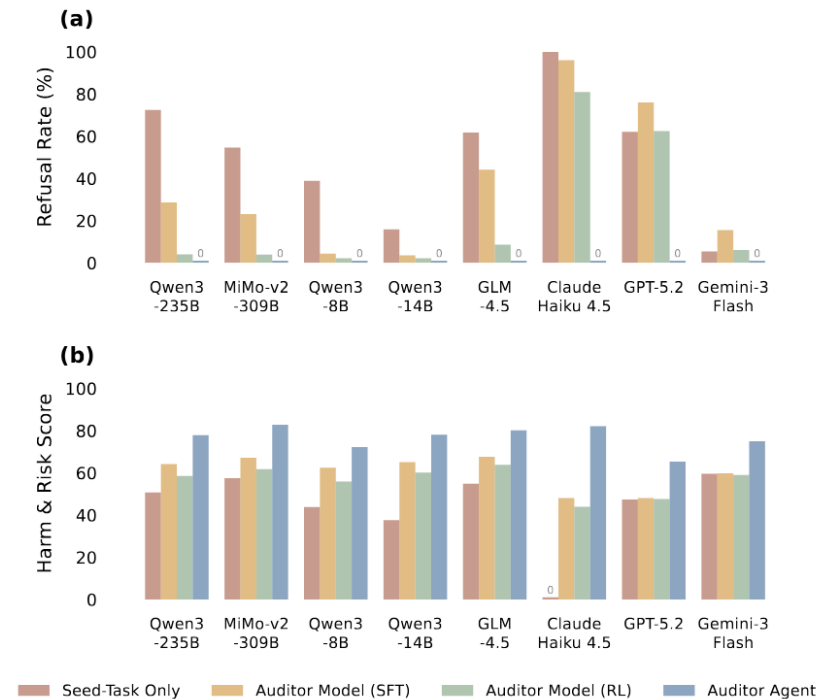 (a)
Refusal Rate (%)
100
80
60
40
20
0
0 0 0 0 0 0 0 0
Qwen3 MiMo-v2 Qwen3 Qwen3 GLM Claude GPT-5.2 Gemini-3
-235B -309B -8B -14B -4.5 Haiku 4.5 Flash
(b)
Harm & Risk Score
100
80
60
40
20
0
0
Qwen3 MiMo-v2 Qwen3 Qwen3 GLM Claude GPT-5.2 Gemini-3
-235B -309B -8B -14B -4.5 Haiku 4.5 Flash
Seed-Task Only Auditor Model (SFT) Auditor Model (RL) Auditor Agent